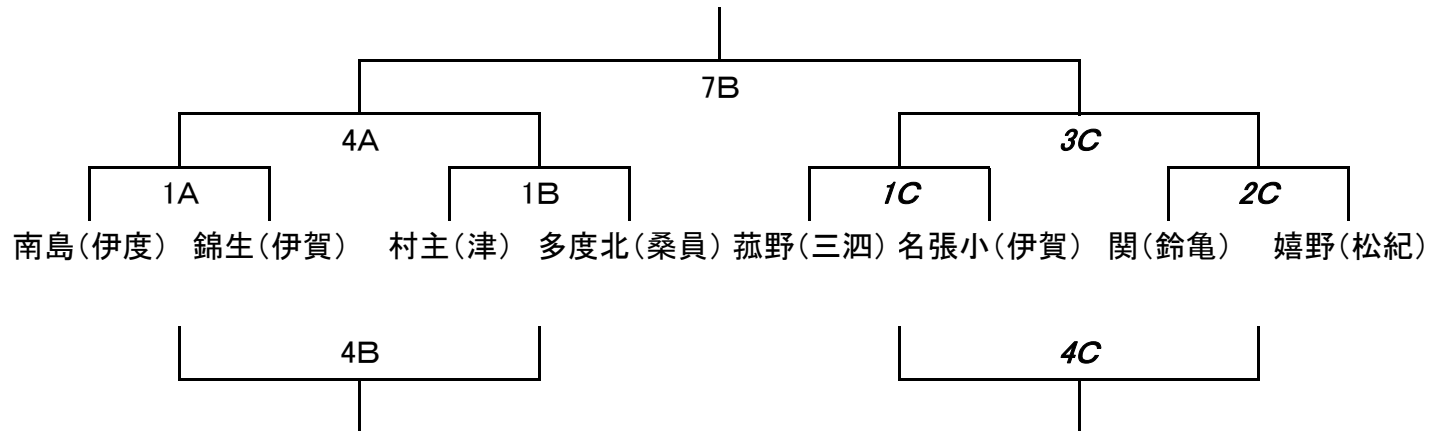 7B
4A 3C
1A 1B 1C 2C
南島（伊度） 錦生（伊賀） 村主（津） 多度北（桑員） 菰野（三泗） 名張小（伊賀） 関（鈴亀） 嬉野（松紀）
4B 4C